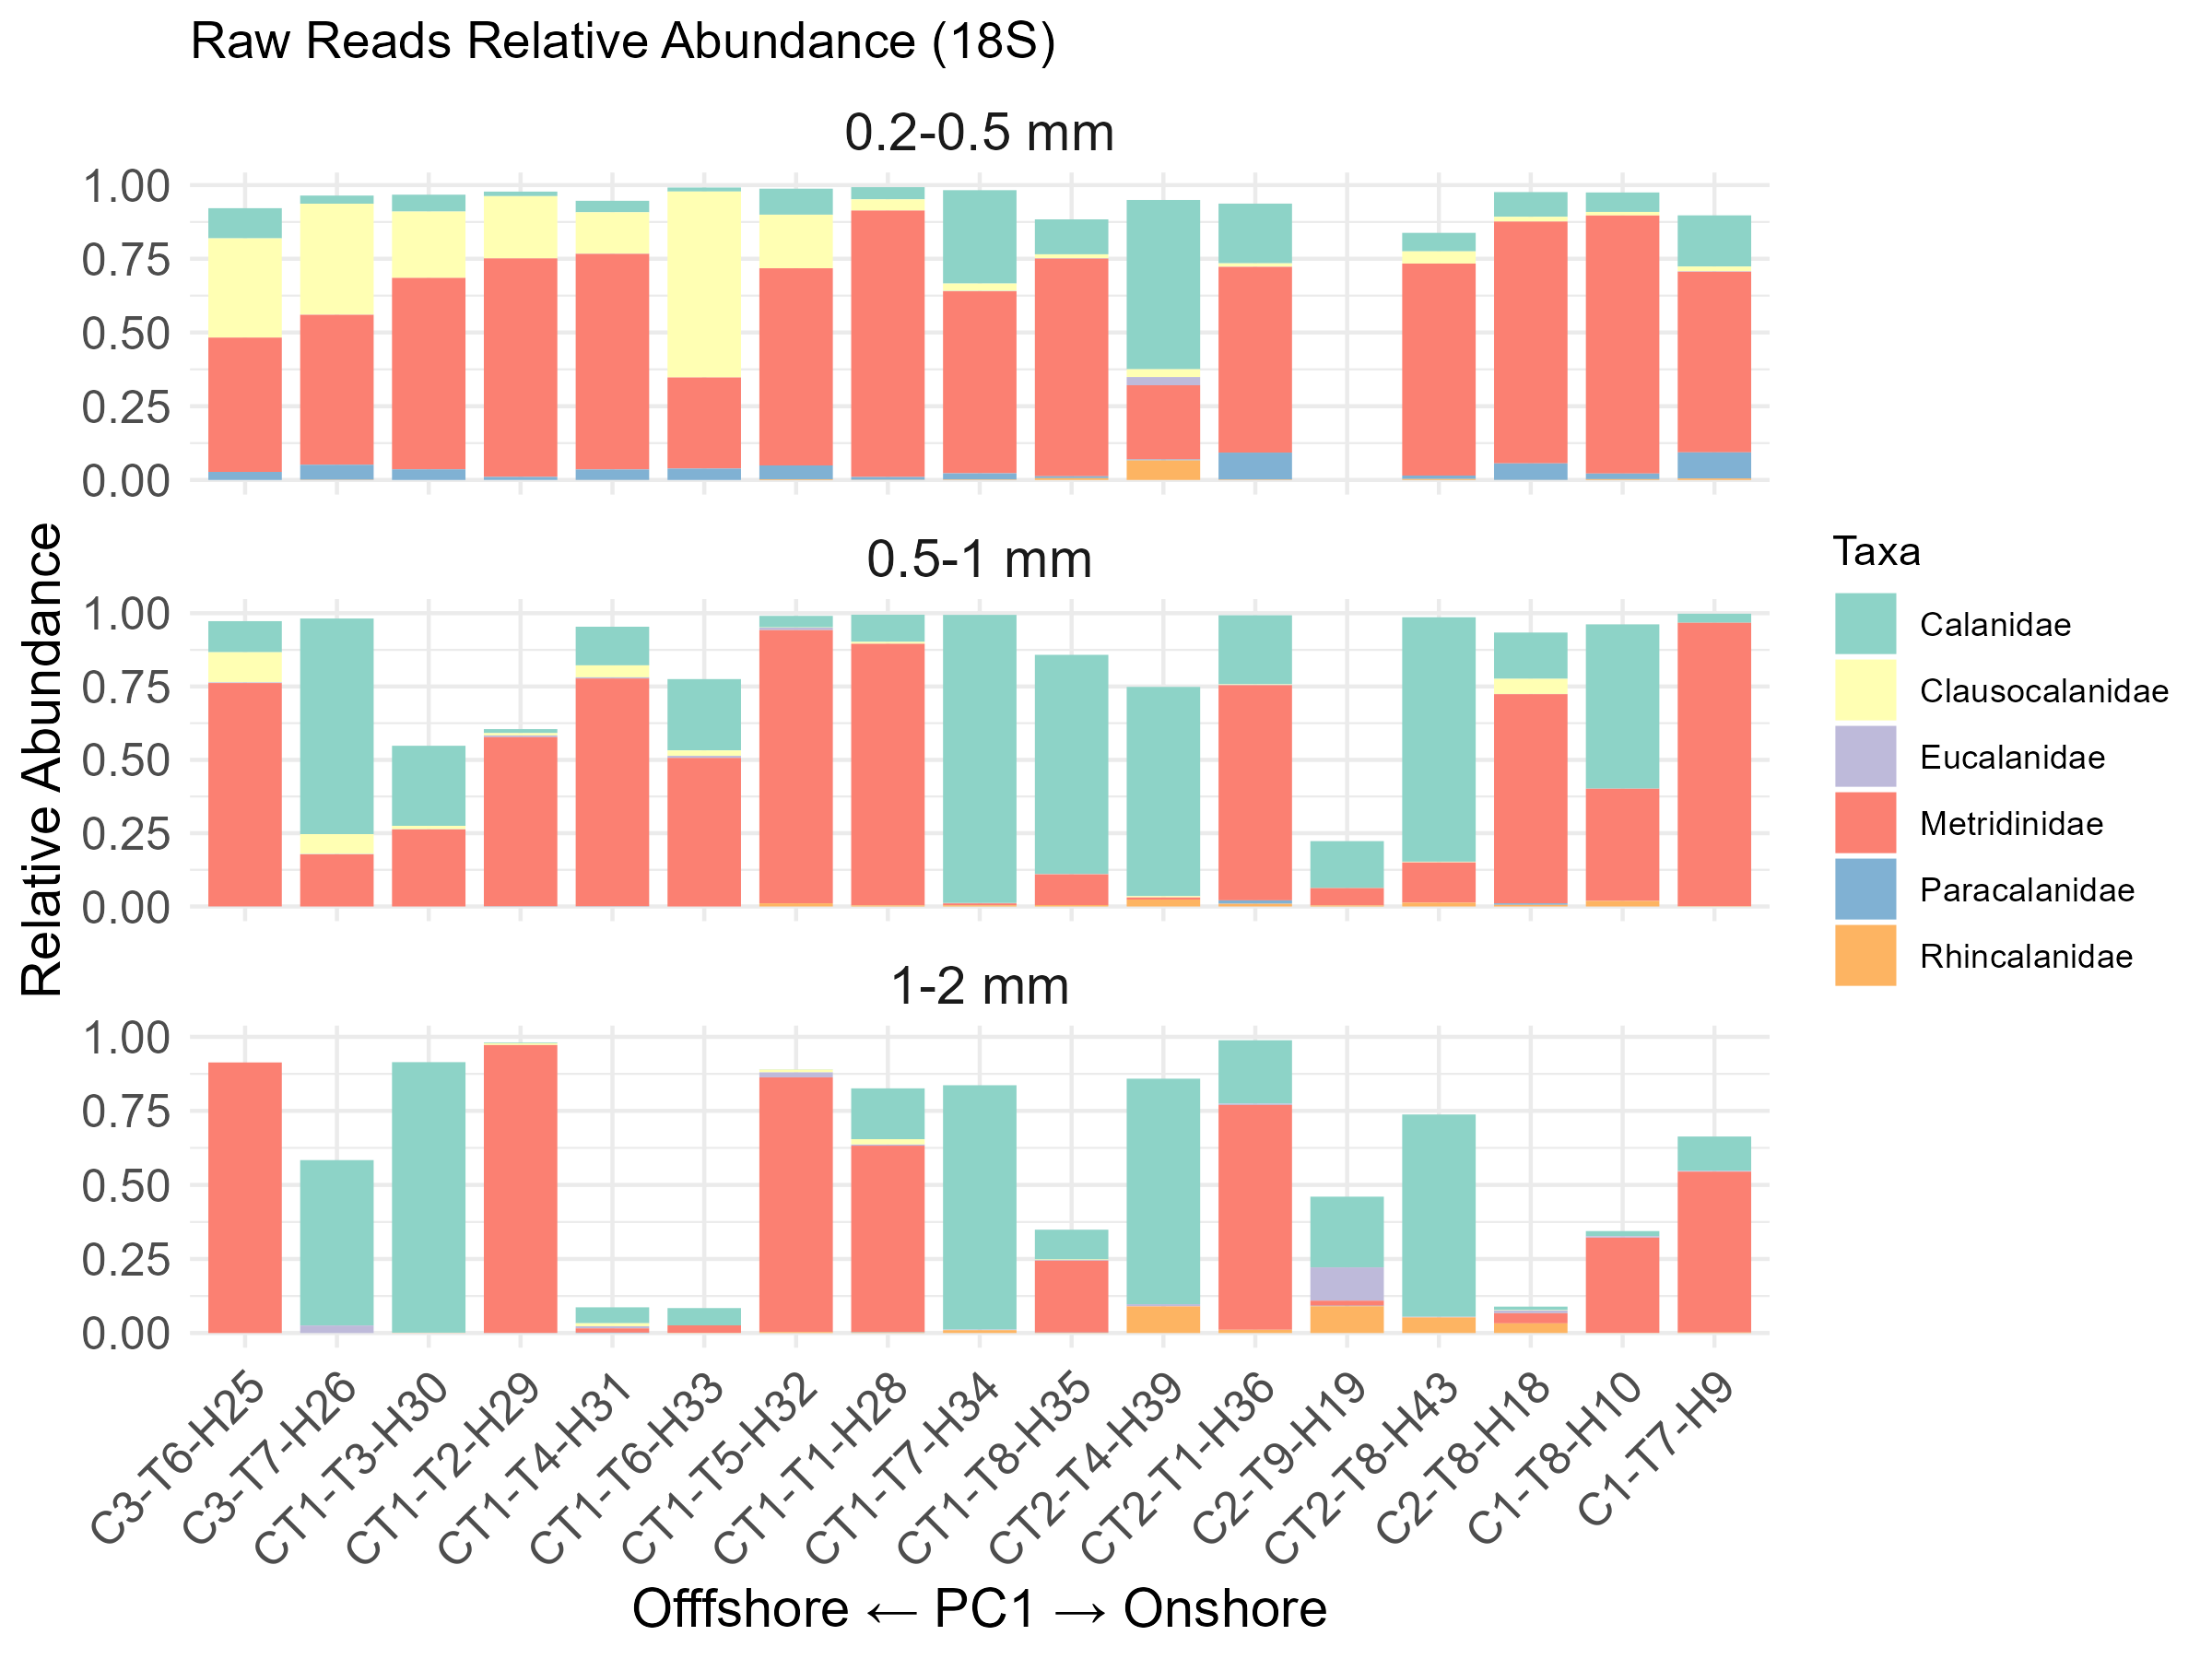 Raw Reads Relative Abundance (18S)
0.2-0.5 mm
1.00
0.75
0.50
0.25
0.00
0.5-1 mm
1.00
0.75
0.50
0.25
0.00
1-2 mm
1.00
0.75
0.50
0.25
0.00
Relative Abundance
C3-T6-H25
C3-T7-H26
CT1-T3-H30
CT1-T2-H29
CT1-T4-H31
CT1-T6-H33
CT1-T5-H32
CT1-T1-H28
CT1-T7-H34
CT1-T8-H35
CT2-T4-H39
CT2-T1-H36
C2-T9-H19
CT2-T8-H43
C2-T8-H18
C1-T8-H10
C1-T7-H9
Offfshore ← PC1 → Onshore
Taxa
Calanidae
Clausocalanidae
Eucalanidae
Metridinidae
Paracalanidae
Rhincalanidae